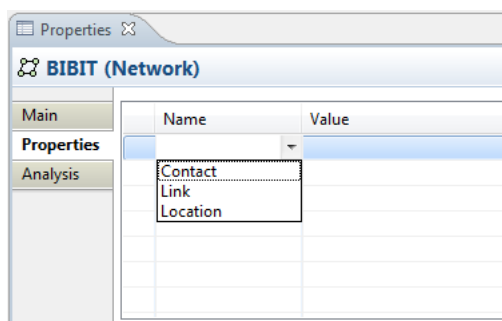 Properties
BIBIT (Network)
Main
Properties
Analysis
Name Value
Contact
Link
Location